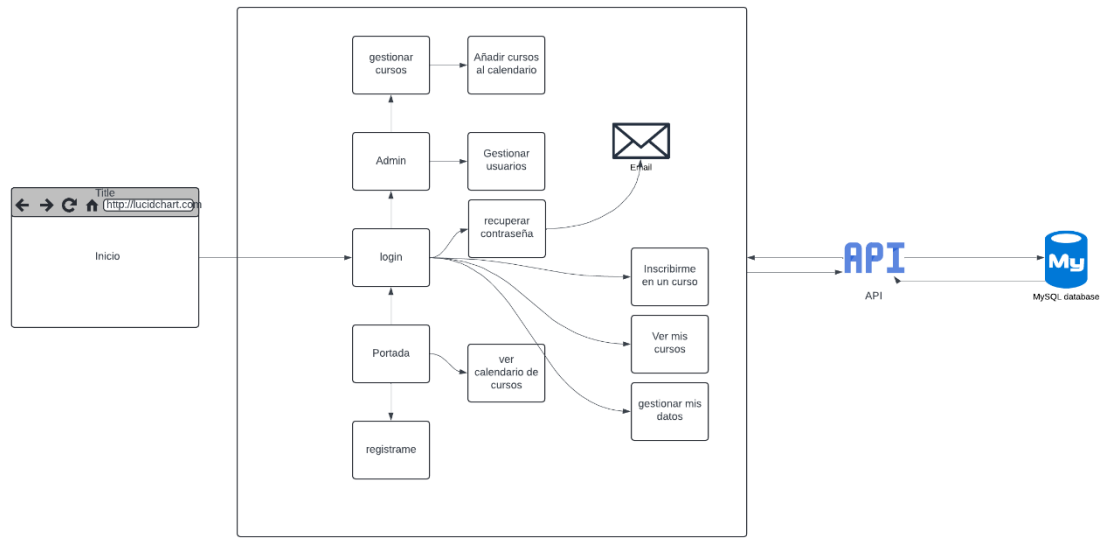 gestionar
cursos
Añadir cursos
al calendario
Admin
Gestionar
usuarios
Email
Title
http://lucidchart.com
Inicio
recuperar
contraseña
login
Inscribirme
en un curso
API
API
My
MySQL database
Portada
ver
calendario de
cursos
Ver mis
cursos
gestionar mis
datos
registrame